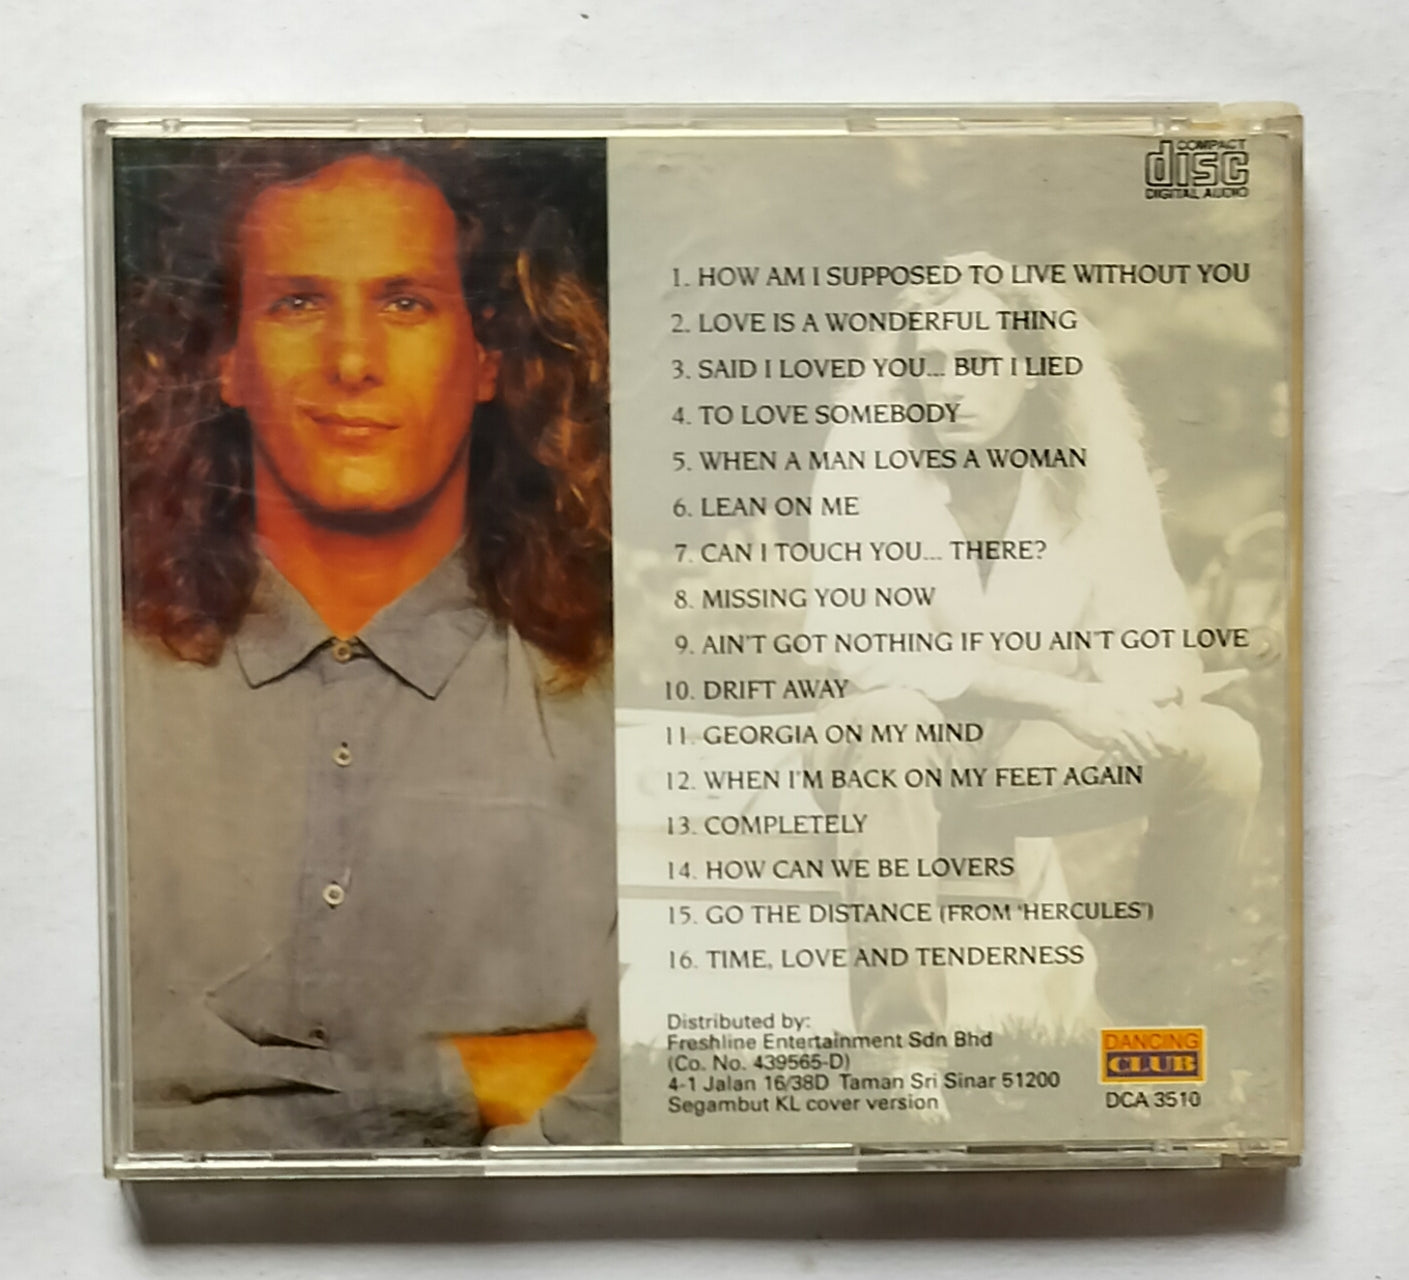 COMPACT
disc
DIGITAL AUDIO
1. HOW AM I SUPPOSED TO LIVE WITHOUT YOU
2. LOVE IS A WONDERFUL THING
3. SAID I LOVED YOU... BUT I LIED
4. TO LOVE SOMEBODY
5. WHEN A MAN LOVES A WOMAN
6. LEAN ON ME
7. CAN I TOUCH YOU... THERE?
8. MISSING YOU NOW
9. AIN'T GOT NOTHING IF YOU AIN'T GOT LOVE
10. DRIFT AWAY
11. GEORGIA ON MY MIND
12. WHEN I'M BACK ON MY FEET AGAIN
13. COMPLETELY
14. HOW CAN WE BE LOVERS
15. GO THE DISTANCE (FROM 'HERCULES')
16. TIME, LOVE AND TENDERNESS
Distributed by:
Freshline Entertainment Sdn Bhd
(Co. No. 439565-D)
4-1 Jalan 16/38D Taman Sri Sinar 51200
Segambut KL cover version
DANCING
CLUB
DCA 3510